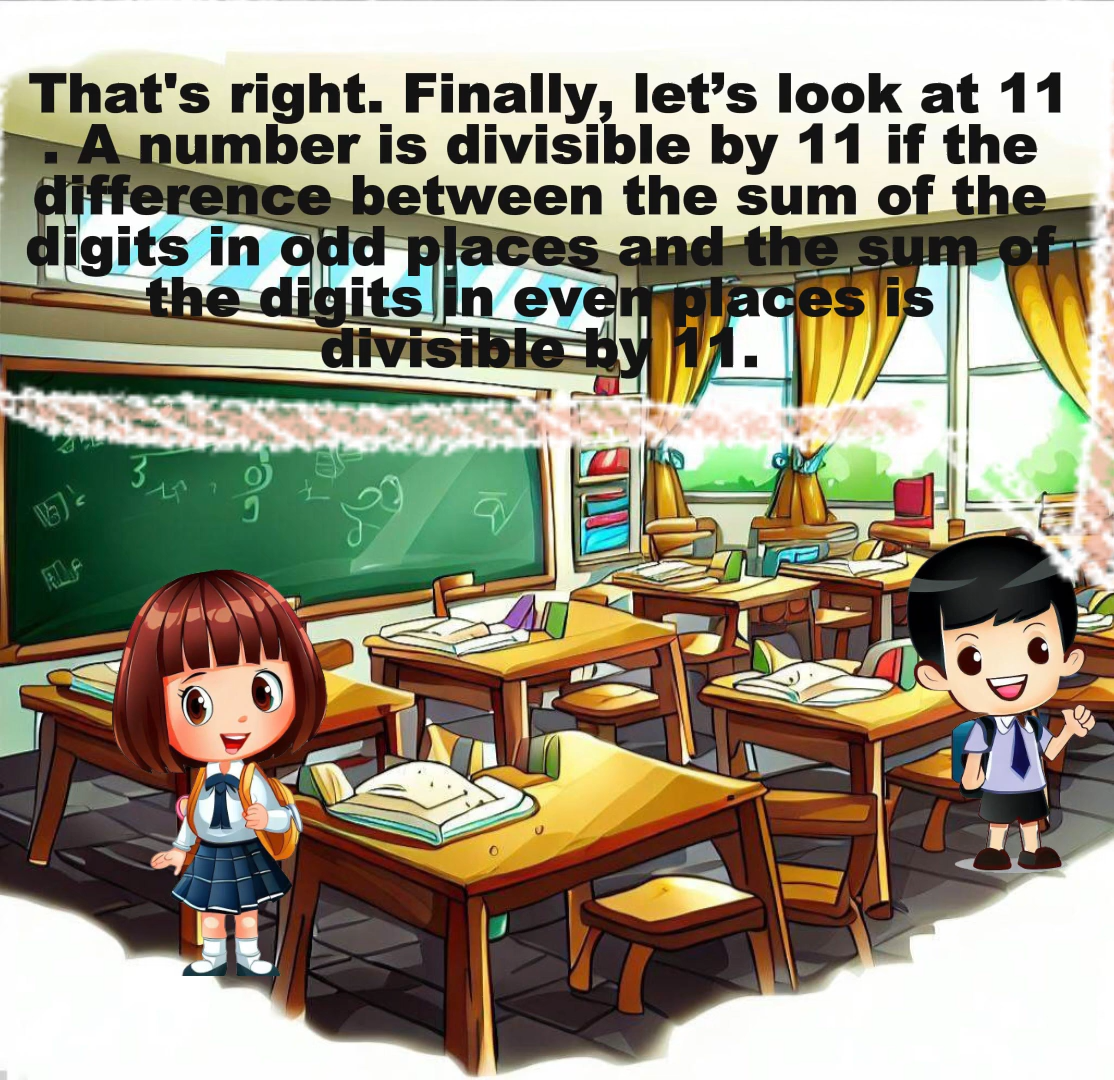 That's right. Finally, let’s look at 11
. A number is divisible by 11 if the
difference between the sum of the
digits in odd places and the sum of
the digits in even places is
divisible by 11.